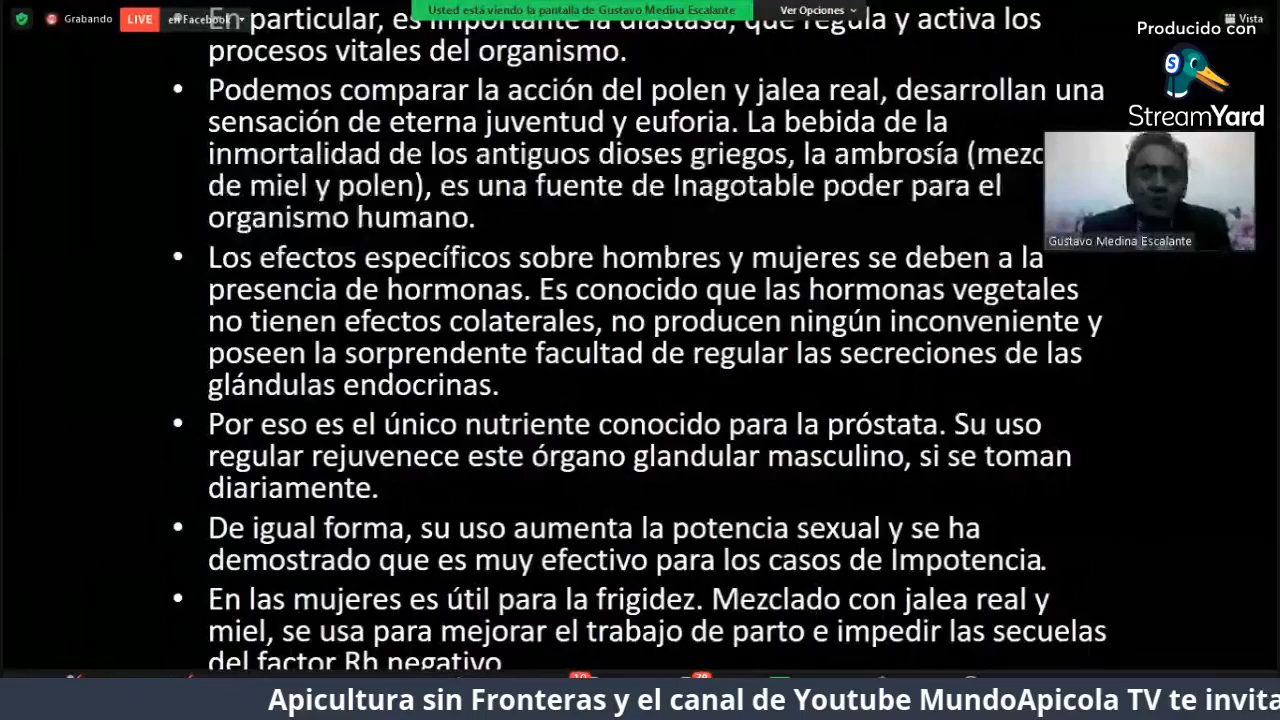 Grabando
LIVE
en Facebook
Usted está viendo la pantalla de Gustavo Medina Escalante
Ver Opciones
Vista
Producido con
StreamYard
Gustavo Medina Escalante
En particular, es importante la diastasa, que regula y activa los
procesos vitales del organismo.
• Podemos comparar la acción del polen y jalea real, desarrollan una
sensación de eterna juventud y euforia. La bebida de la
inmortalidad de los antiguos dioses griegos, la ambrosía (mezc
de miel y polen), es una fuente de Inagotable poder para el
organismo humano.
• Los efectos específicos sobre hombres y mujeres se deben a la
presencia de hormonas. Es conocido que las hormonas vegetales
no tienen efectos colaterales, no producen ningún inconveniente y
poseen la sorprendente facultad de regular las secreciones de las
glándulas endocrinas.
• Por eso es el único nutriente conocido para la próstata. Su uso
regular rejuvenece este órgano glandular masculino, si se toman
diariamente.
• De igual forma, su uso aumenta la potencia sexual y se ha
demostrado que es muy efectivo para los casos de Impotencia.
• En las mujeres es útil para la frigidez. Mezclado con jalea real y
miel, se usa para mejorar el trabajo de parto e impedir las secuelas
del factor Rh negativo
Apicultura sin Fronteras y el canal de Youtube MundoApicola TV te invita